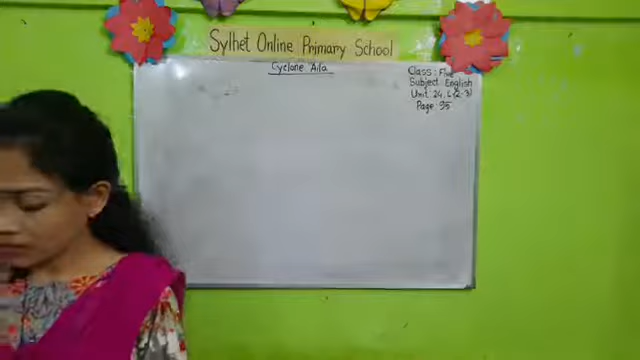 Sylhet Online Primary School
Cyclone Aila
Class: Five
Subject: English
Unit: 24, L (2-3)
Page: 95